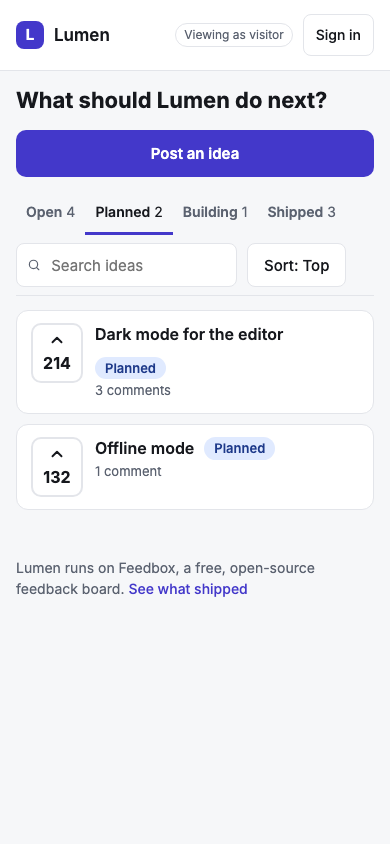 L Lumen Viewing as visitor Sign in
What should Lumen do next?
Post an idea
Open 4 Planned 2 Building 1 Shipped 3
Search ideas Sort: Top
214
Dark mode for the editor
Planned
3 comments
132
Offline mode Planned
1 comment
Lumen runs on Feedbox, a free, open-source
feedback board. See what shipped